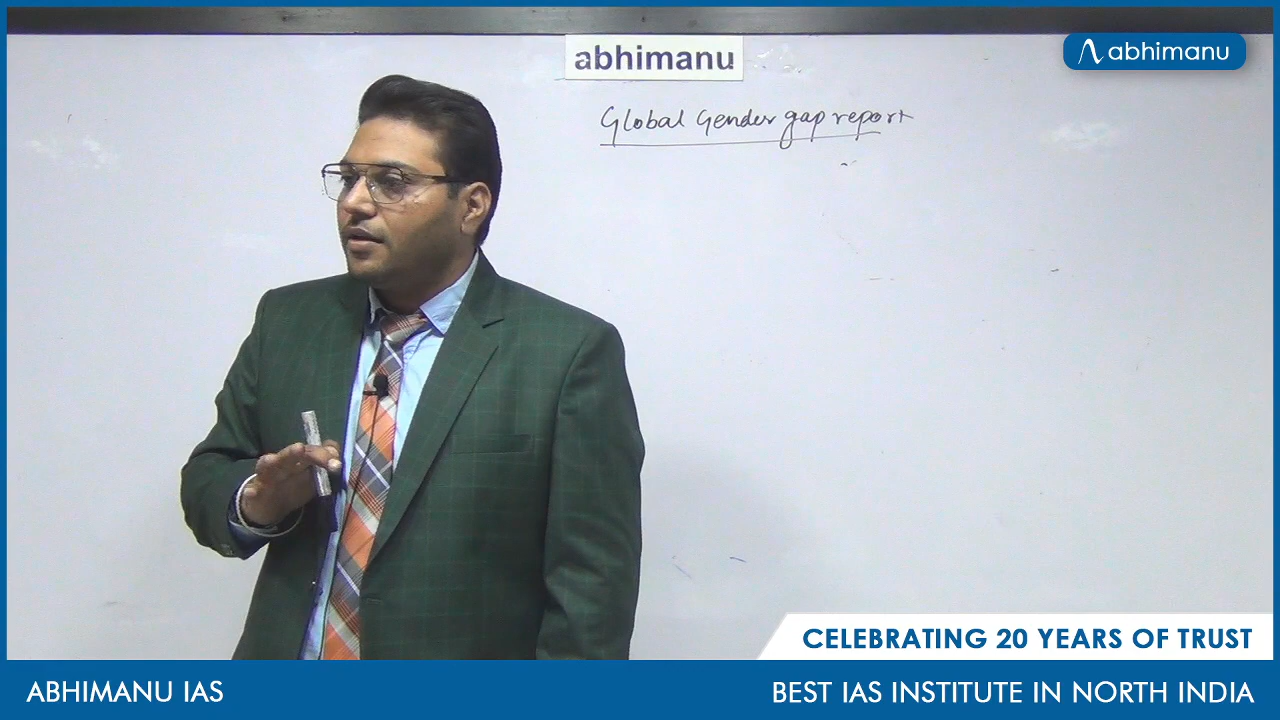 abhimanu
abhimanu
Global Gender gap report
CELEBRATING 20 YEARS OF TRUST
ABHIMANU IAS
BEST IAS INSTITUTE IN NORTH INDIA